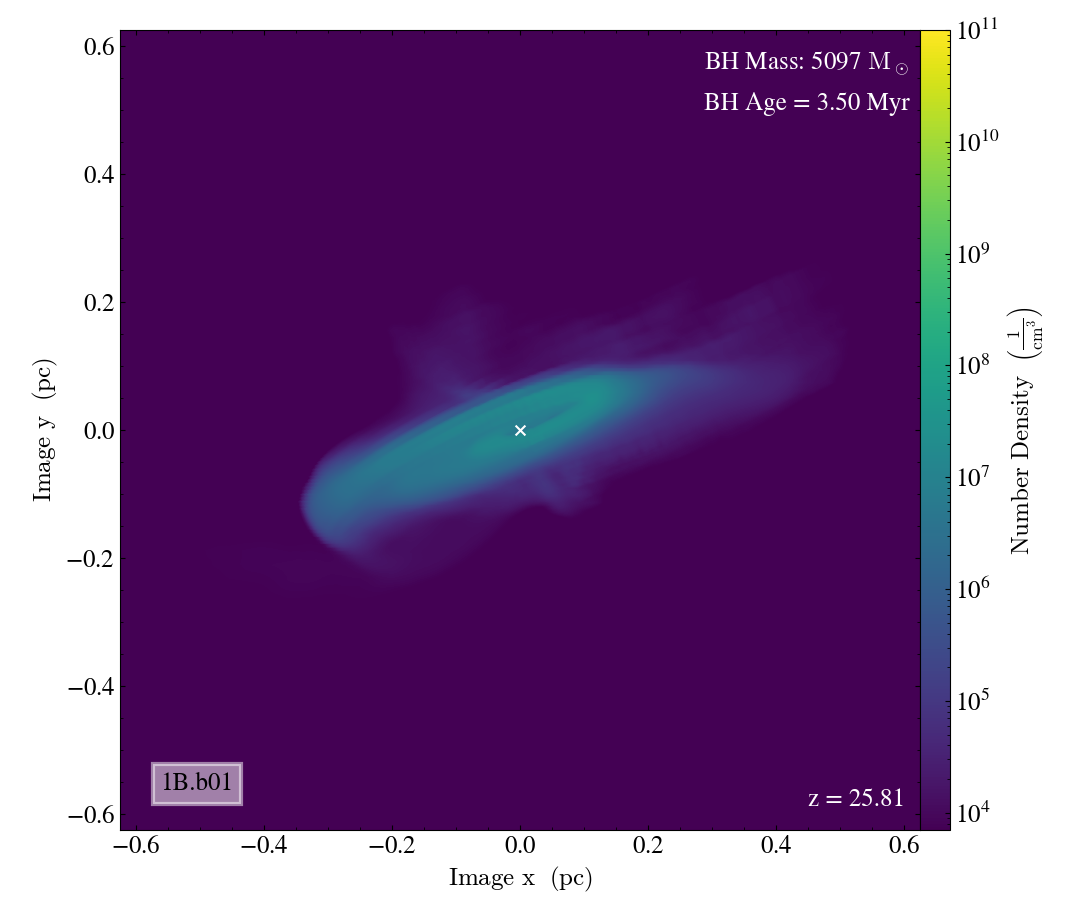 BH Mass: 5097 M☉
BH Age = 3.50 Myr
1B.b01
z = 25.81
0.6
0.4
0.2
0.0
−0.2
−0.4
−0.6
Image y (pc)
−0.6 −0.4 −0.2 0.0 0.2 0.4 0.6
Image x (pc)
10¹¹
10¹⁰
10⁹
10⁸
10⁷
10⁶
10⁵
10⁴
Number Density (1/cm³)